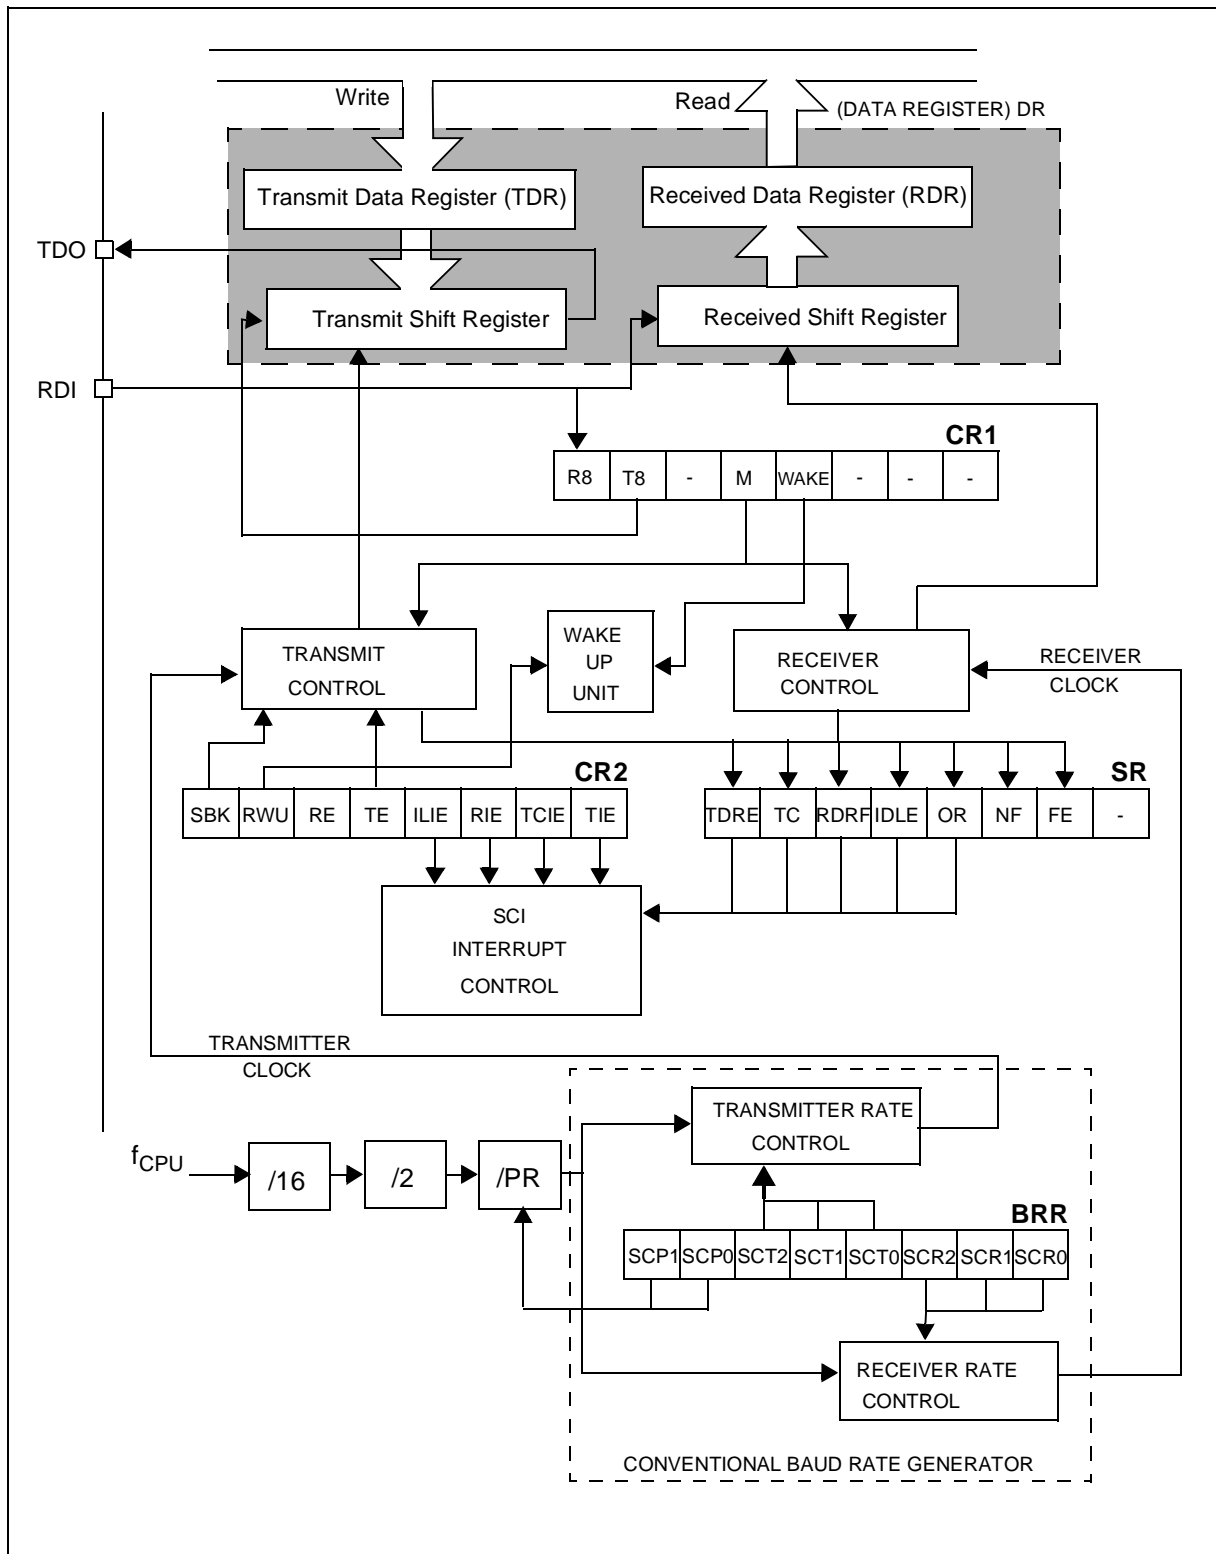 Write
Read
(DATA REGISTER) DR
Transmit Data Register (TDR)
Received Data Register (RDR)
TDO
Transmit Shift Register
Received Shift Register
RDI
CR1
R8 T8 - M WAKE - - -
TRANSMIT
CONTROL
WAKE
UP
UNIT
RECEIVER
CONTROL
RECEIVER
CLOCK
CR2
SBK RWU RE TE ILIE RIE TCIE TIE
SR
TDRE TC RDRF IDLE OR NF FE -
SCI
INTERRUPT
CONTROL
TRANSMITTER
CLOCK
TRANSMITTER RATE
CONTROL
fCPU
/16
/2
/PR
BRR
SCP1 SCP0 SCT2 SCT1 SCT0 SCR2 SCR1 SCR0
RECEIVER RATE
CONTROL
CONVENTIONAL BAUD RATE GENERATOR